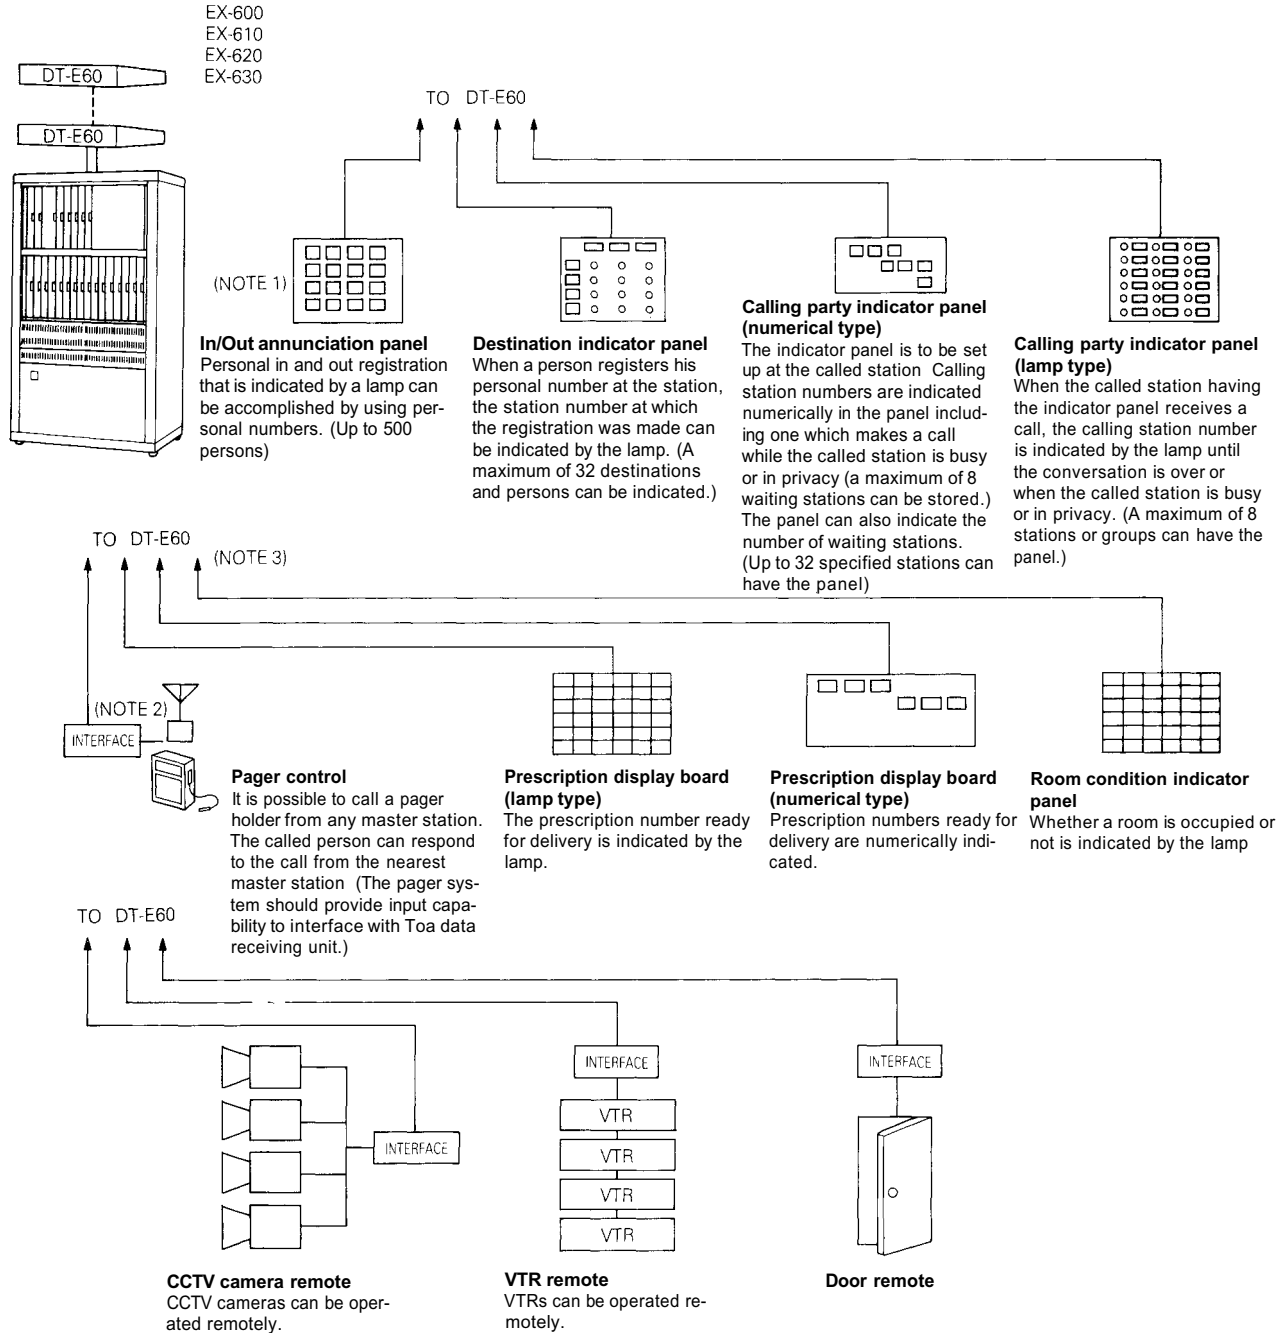 EX-600
EX-610
EX-620
EX-630
DT-E60
DT-E60
TO DT-E60
(NOTE 1)
In/Out annunciation panel
Personal in and out registration
that is indicated by a lamp can
be accomplished by using per-
sonal numbers. (Up to 500
persons)
Destination indicator panel
When a person registers his
personal number at the station,
the station number at which
the registration was made can
be indicated by the lamp. (A
maximum of 32 destinations
and persons can be indicated.)
Calling party indicator panel
(numerical type)
The indicator panel is to be set
up at the called station Calling
station numbers are indicated
numerically in the panel includ-
ing one which makes a call
while the called station is busy
or in privacy (a maximum of 8
waiting stations can be stored.)
The panel can also indicate the
number of waiting stations.
(Up to 32 specified stations can
have the panel)
Calling party indicator panel
(lamp type)
When the called station having
the indicator panel receives a
call, the calling station number
is indicated by the lamp until
the conversation is over or
when the called station is busy
or in privacy. (A maximum of 8
stations or groups can have the
panel.)
TO DT-E60
(NOTE 3)
(NOTE 2)
INTERFACE
Pager control
It is possible to call a pager
holder from any master station.
The called person can respond
to the call from the nearest
master station (The pager sys-
tem should provide input capa-
bility to interface with Toa data
receiving unit.)
Prescription display board
(lamp type)
The prescription number ready
for delivery is indicated by the
lamp.
Prescription display board
(numerical type)
Prescription numbers ready for
delivery are numerically indi-
cated.
Room condition indicator
panel
Whether a room is occupied or
not is indicated by the lamp
TO DT-E60
INTERFACE
CCTV camera remote
CCTV cameras can be oper-
ated remotely.
INTERFACE
VTR
VTR
VTR
VTR
VTR remote
VTRs can be operated re-
motely.
INTERFACE
Door remote